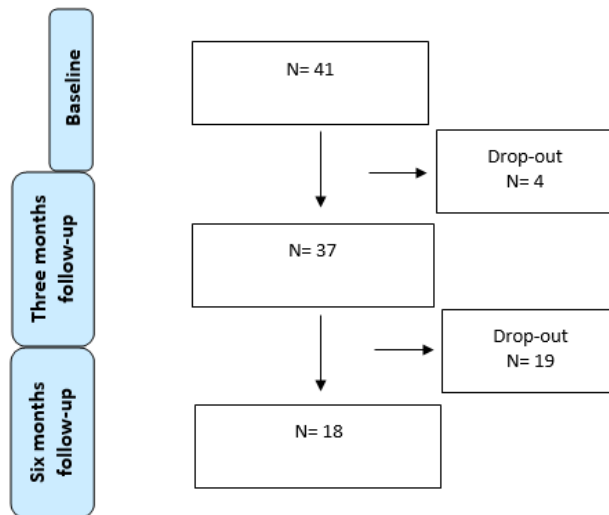 Baseline
N= 41
Drop-out
N= 4
Three months
follow-up
N= 37
Drop-out
N= 19
Six months
follow-up
N= 18